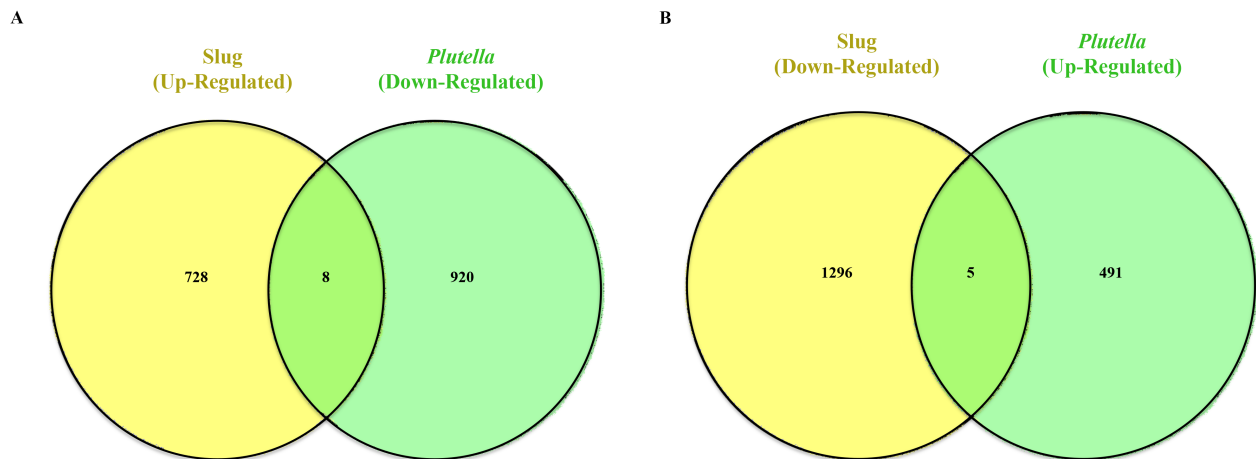 A
Slug
(Up-Regulated)
Plutella
(Down-Regulated)
728
8
920
B
Slug
(Down-Regulated)
Plutella
(Up-Regulated)
1296
5
491